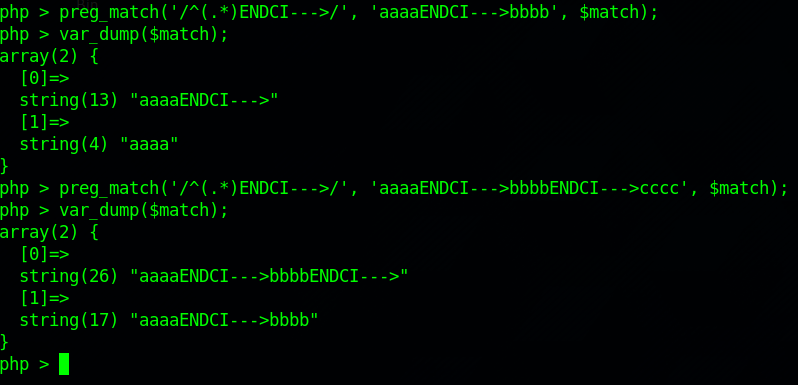 php > preg_match('/^(.*)ENDCI--->/', 'aaaaENDCI--->bbbb', $match);
php > var_dump($match);
array(2) {
  [0]=>
  string(13) "aaaaENDCI--->"
  [1]=>
  string(4) "aaaa"
}
php > preg_match('/^(.*)ENDCI--->/', 'aaaaENDCI--->bbbbENDCI--->cccc', $match);
php > var_dump($match);
array(2) {
  [0]=>
  string(26) "aaaaENDCI--->bbbbENDCI--->"
  [1]=>
  string(17) "aaaaENDCI--->bbbb"
}
php >